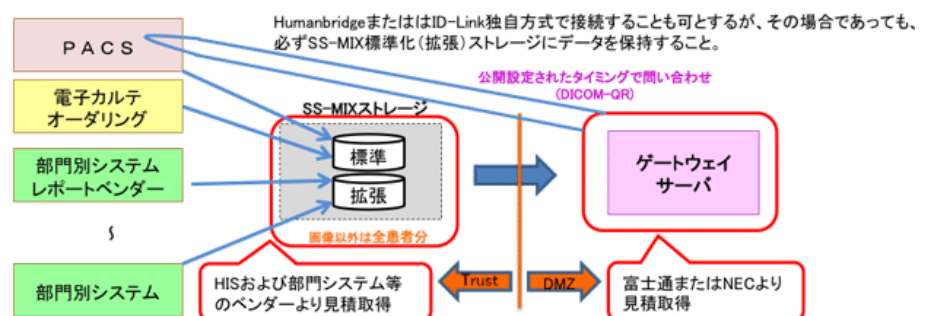 HumanbridgeまたははID-Link独自方式で接続することも可とするが、その場合であっても、
必ずSS-MIX標準化(拡張)ストレージにデータを保持すること。
PACS
公開設定されたタイミングで問い合わせ
(DICOM-QR)
電子カルテ
オーダリング
SS-MIXストレージ
標準
拡張
ゲートウェイ
サーバ
部門別システム
レポートベンダー
画像以外は全患者分
~
部門別システム
HISおよび部門システム等
のベンダーより見積取得
Trust
DMZ
富士通またはNECより
見積取得